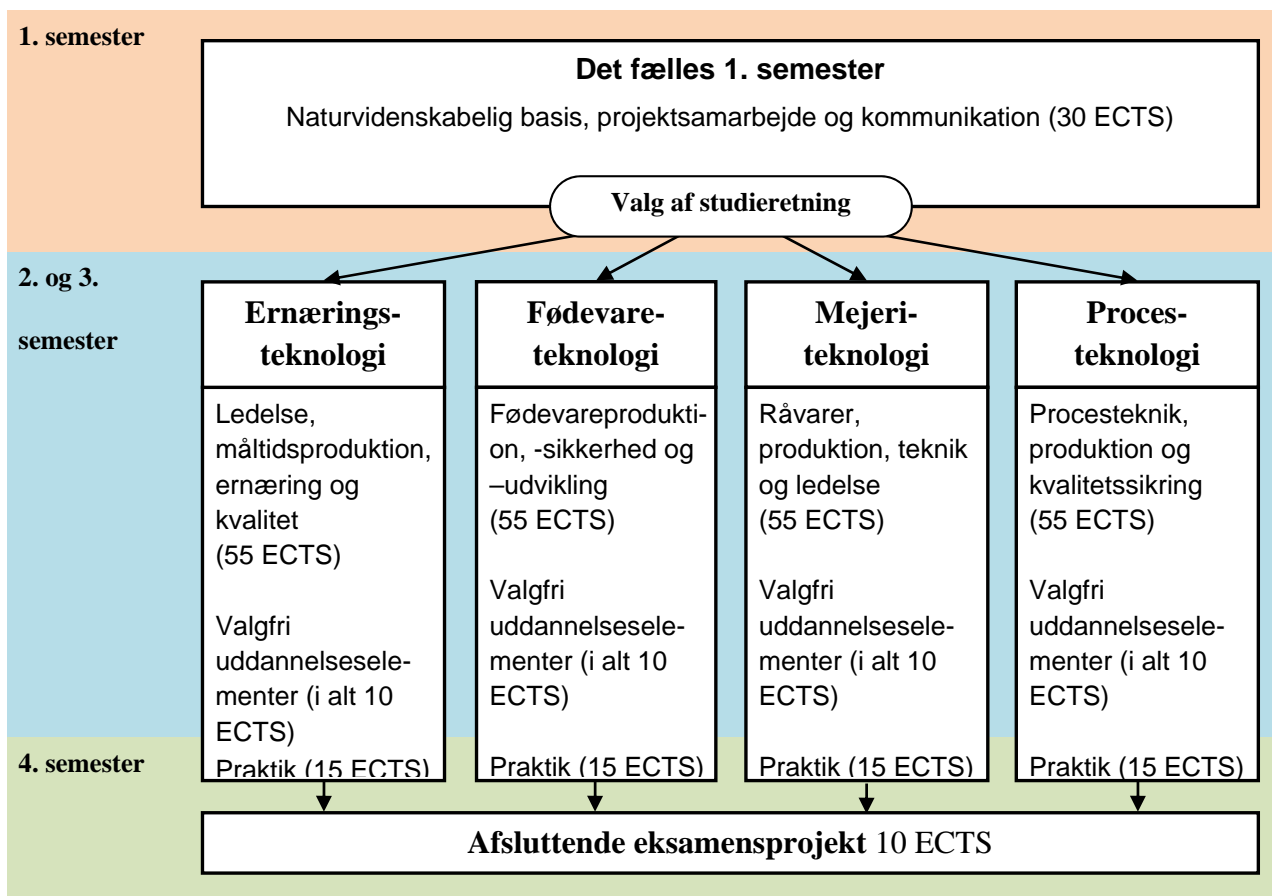 1. semester
Det fælles 1. semester
Naturvidenskabelig basis, projektsamarbejde og kommunikation (30 ECTS)
Valg af studieretning
2. og 3.
semester
Ernærings-
teknologi
Ledelse,
måltidsproduktion,
ernæring og
kvalitet
(55 ECTS)
Valgfri
uddannelsesele-
menter (i alt 10
ECTS)
Praktik (15 ECTS)
Fødevare-
teknologi
Fødevareprodukti-
on, -sikkerhed og
–udvikling
(55 ECTS)
Valgfri
uddannelsesele-
menter (i alt 10
ECTS)
Praktik (15 ECTS)
Mejeri-
teknologi
Råvarer,
produktion, teknik
og ledelse
(55 ECTS)
Valgfri
uddannelsesele-
menter (i alt 10
ECTS)
Praktik (15 ECTS)
Proces-
teknologi
Procesteknik,
produktion og
kvalitetssikring
(55 ECTS)
Valgfri
uddannelsesele-
menter (i alt 10
ECTS)
Praktik (15 ECTS)
4. semester
Afsluttende eksamensprojekt 10 ECTS